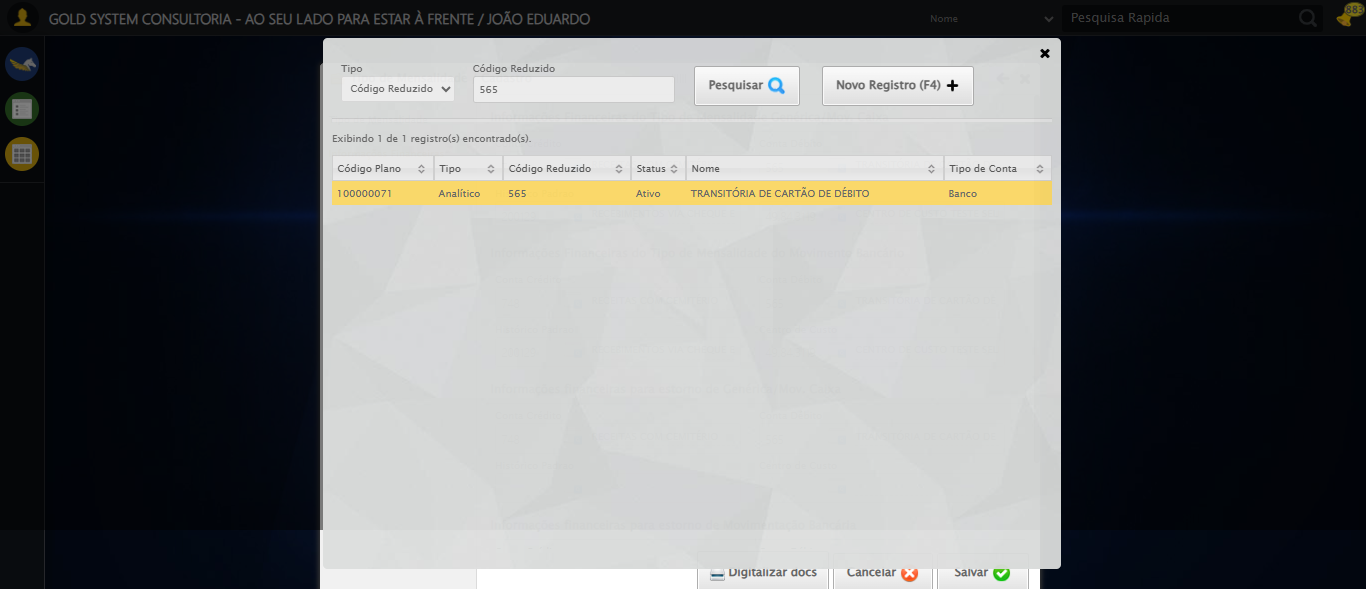 GOLD SYSTEM CONSULTORIA - AO SEU LADO PARA ESTAR À FRENTE / JOÃO EDUARDO
Nome
Pesquisa Rapida
883
Tipo
Código Reduzido
Código Reduzido
565
Pesquisar
Novo Registro (F4)
Exibindo 1 de 1 registro(s) encontrado(s).
Código Plano Tipo Código Reduzido Status Nome Tipo de Conta
100000071 Analítico 565 Ativo TRANSITÓRIA DE CARTÃO DE DÉBITO Banco
Digitalizar docs
Cancelar
Salvar